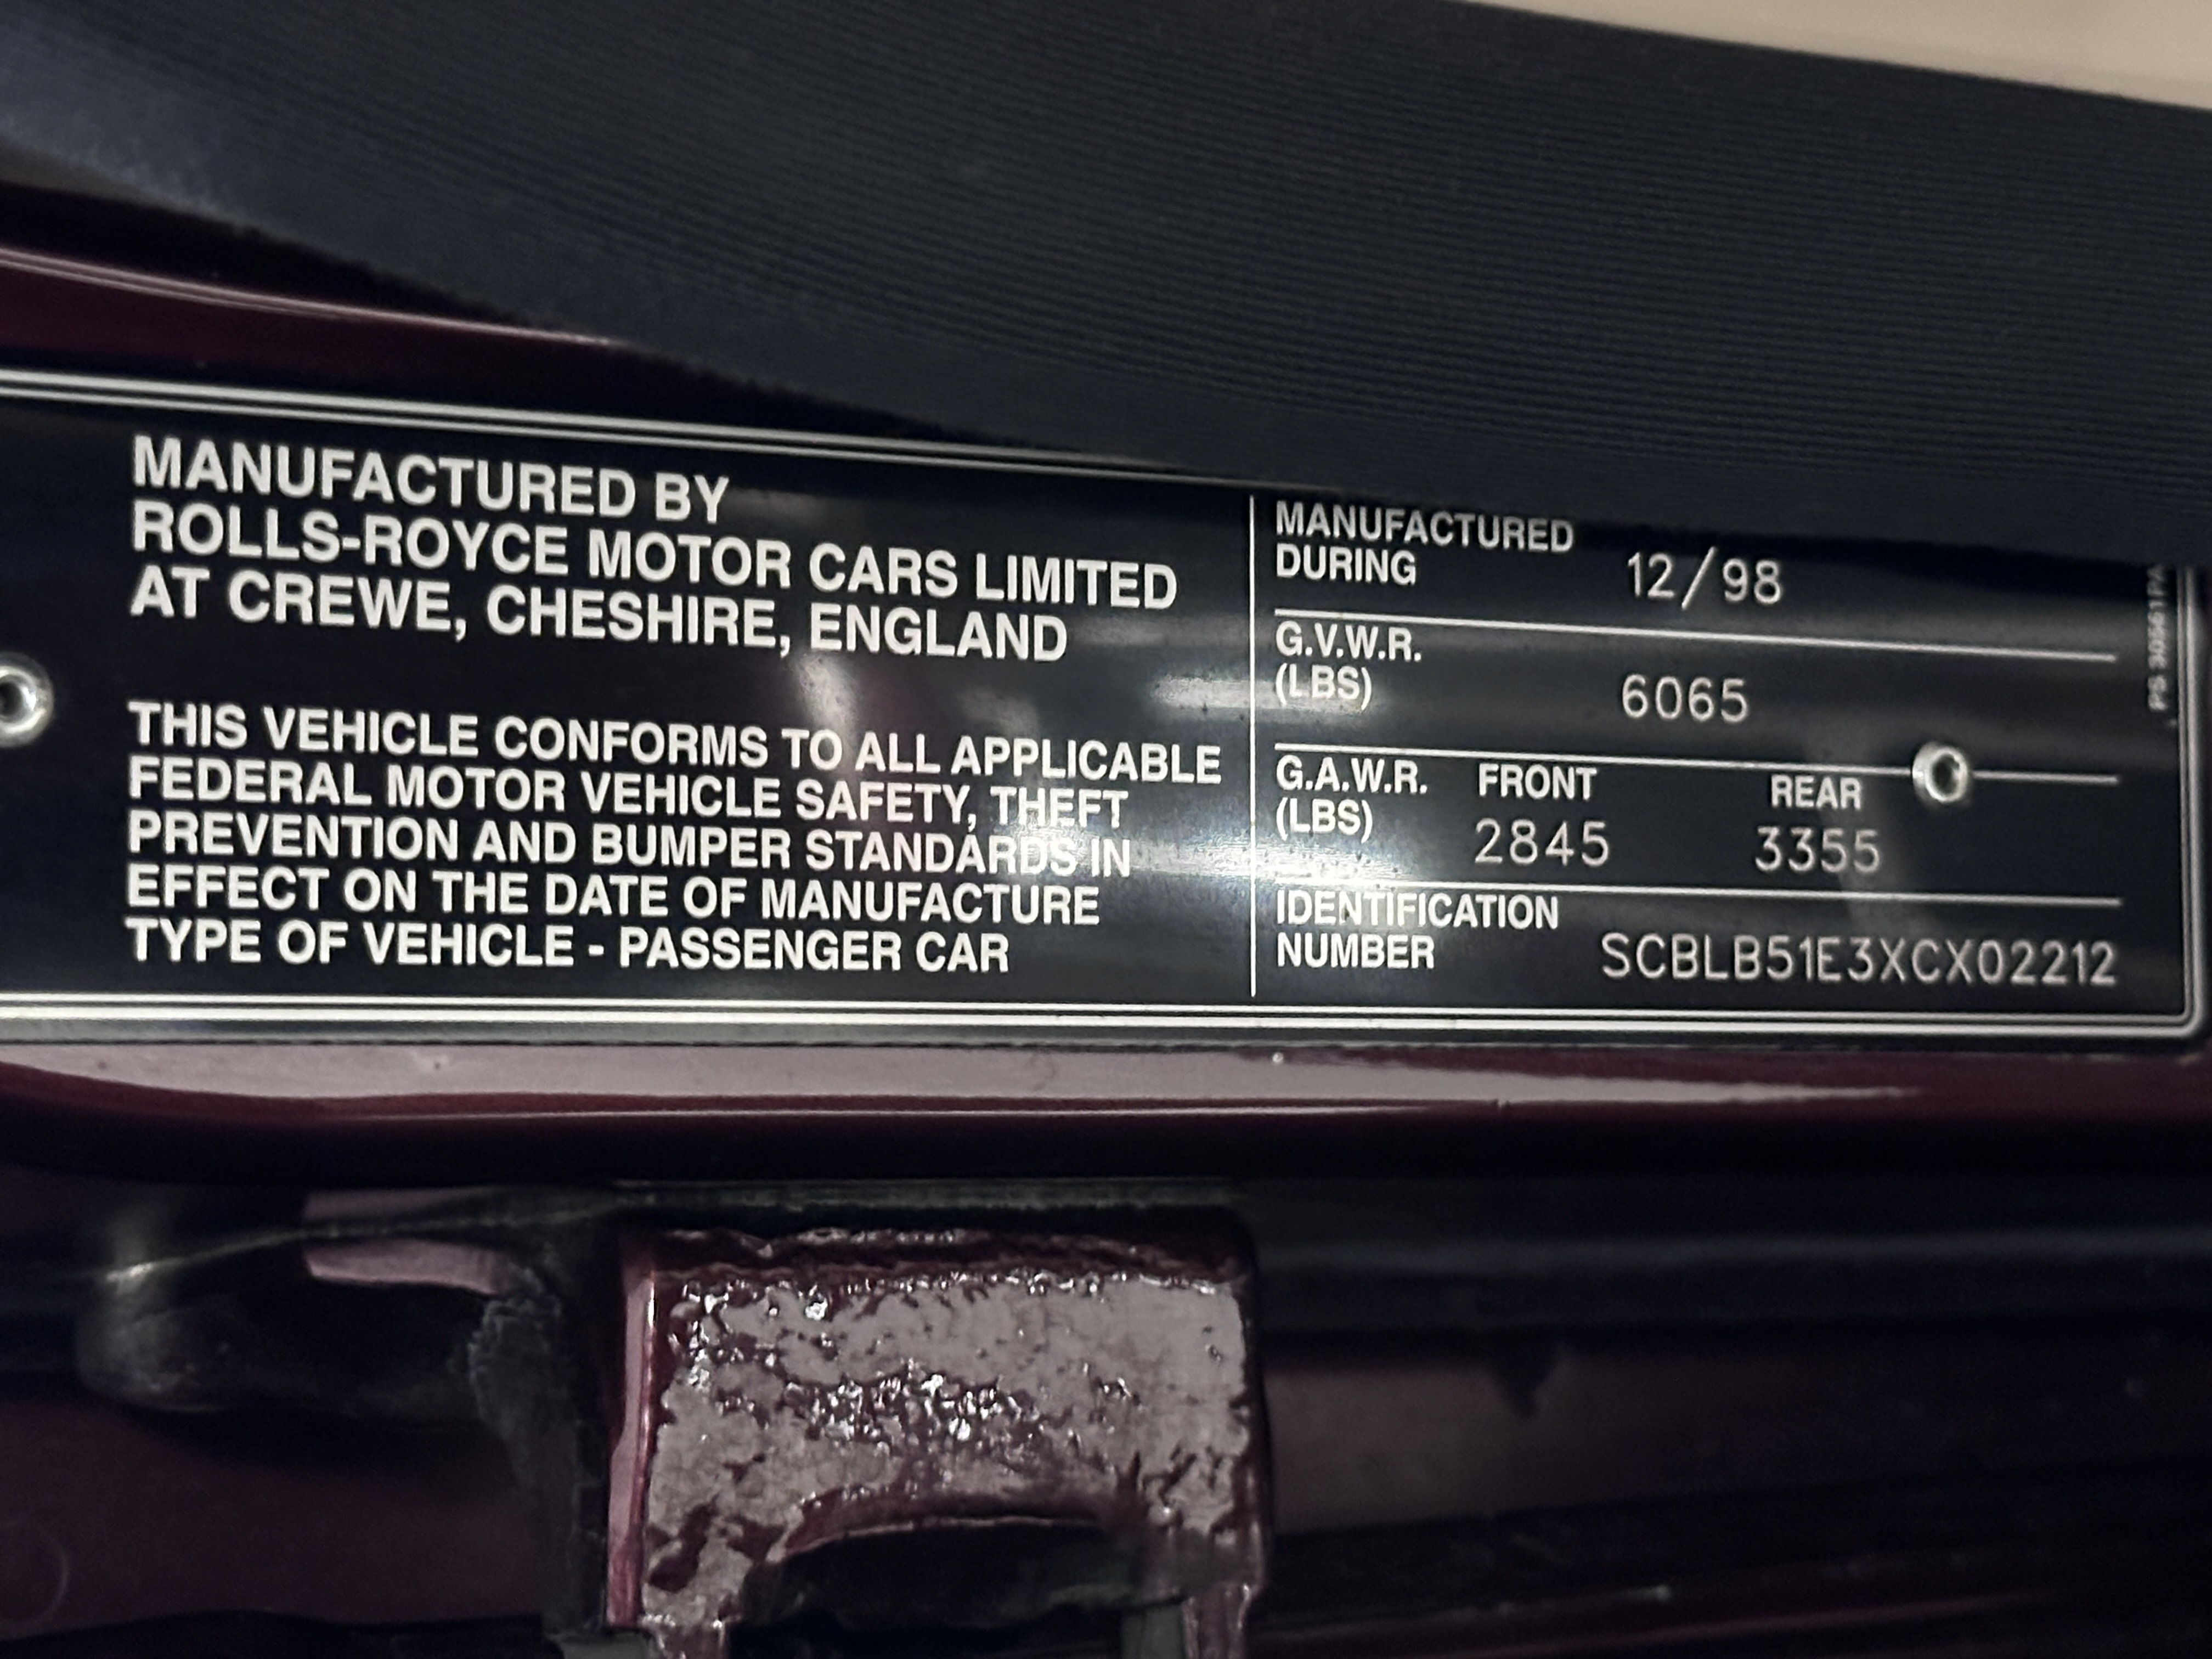 MANUFACTURED BY
ROLLS-ROYCE MOTOR CARS LIMITED
AT CREWE, CHESHIRE, ENGLAND
THIS VEHICLE CONFORMS TO ALL APPLICABLE
FEDERAL MOTOR VEHICLE SAFETY, THEFT
PREVENTION AND BUMPER STANDARDS IN
EFFECT ON THE DATE OF MANUFACTURE
TYPE OF VEHICLE - PASSENGER CAR
MANUFACTURED
DURING 12/98
G.V.W.R.
(LBS) 6065
G.A.W.R. FRONT REAR
(LBS) 2845 3355
IDENTIFICATION
NUMBER SCBLB51E3XCX02212